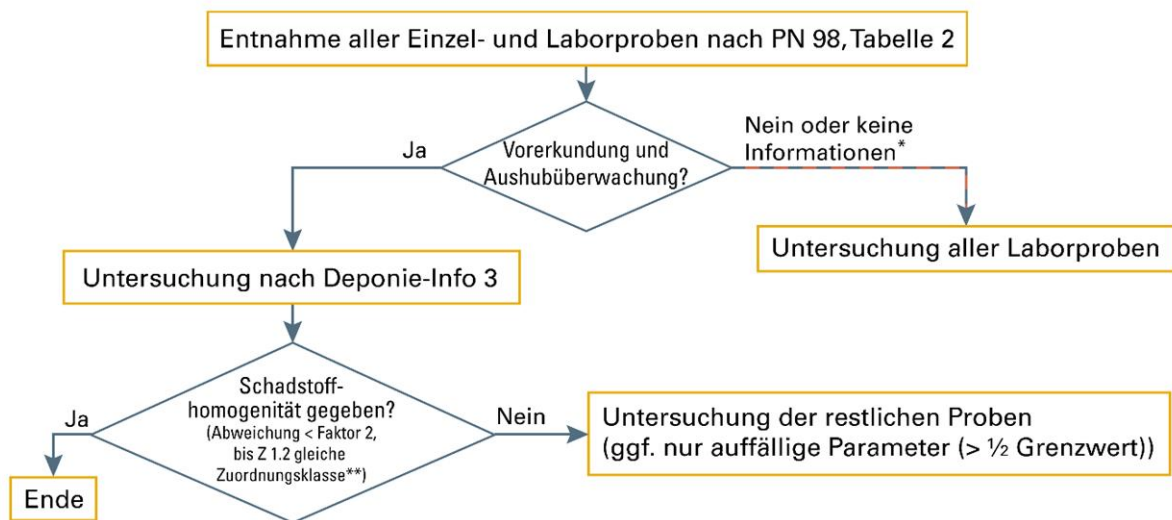 Entnahme aller Einzel- und Laborproben nach PN 98, Tabelle 2
Ja
Vorerkundung und
Aushubüberwachung?
Nein oder keine
Informationen*
Untersuchung aller Laborproben
Untersuchung nach Deponie-Info 3
Ja
Schadstoff-
homogenität gegeben?
(Abweichung < Faktor 2,
bis Z 1.2 gleiche
Zuordnungsklasse**)
Nein
Untersuchung der restlichen Proben
(ggf. nur auffällige Parameter (> ½ Grenzwert))
Ende